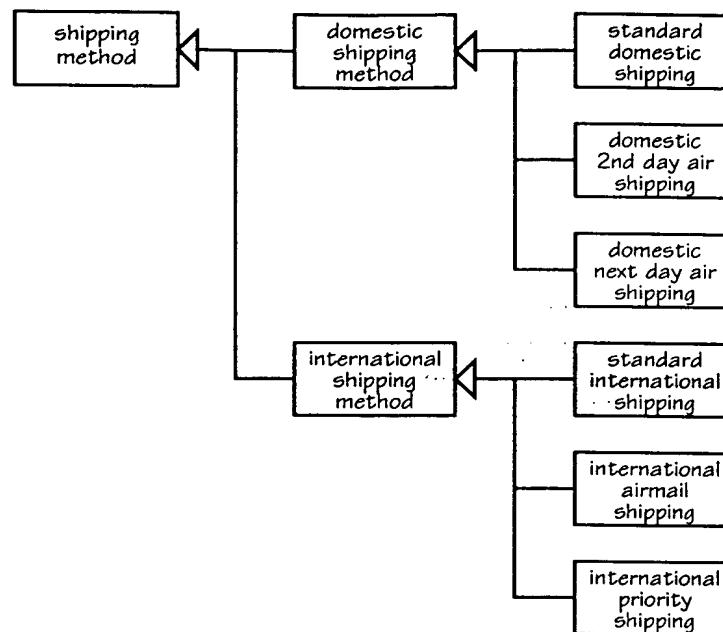 shipping
method
domestic
shipping
method
standard
domestic
shipping
domestic
2nd day air
shipping
domestic
next day air
shipping
international
shipping
method
standard
international
shipping
international
airmail
shipping
international
priority
shipping